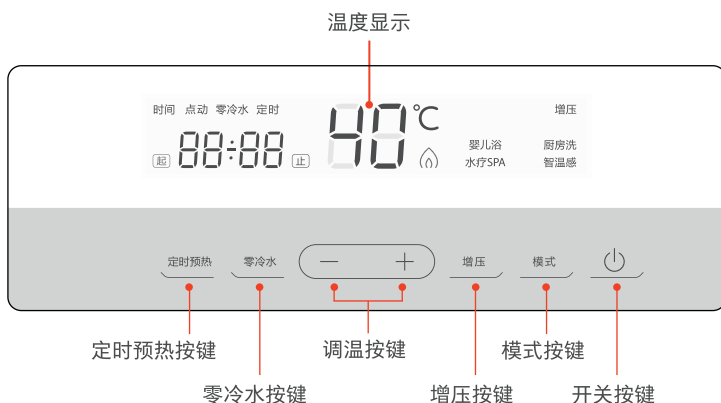 温度显示
时间 点动 零冷水 定时
起 88:88 止
40℃
增压
婴儿浴 厨房洗
水疗SPA 智温感
定时预热 零冷水 － ＋ 增压 模式
定时预热按键 调温按键 模式按键
零冷水按键 增压按键 开关按键